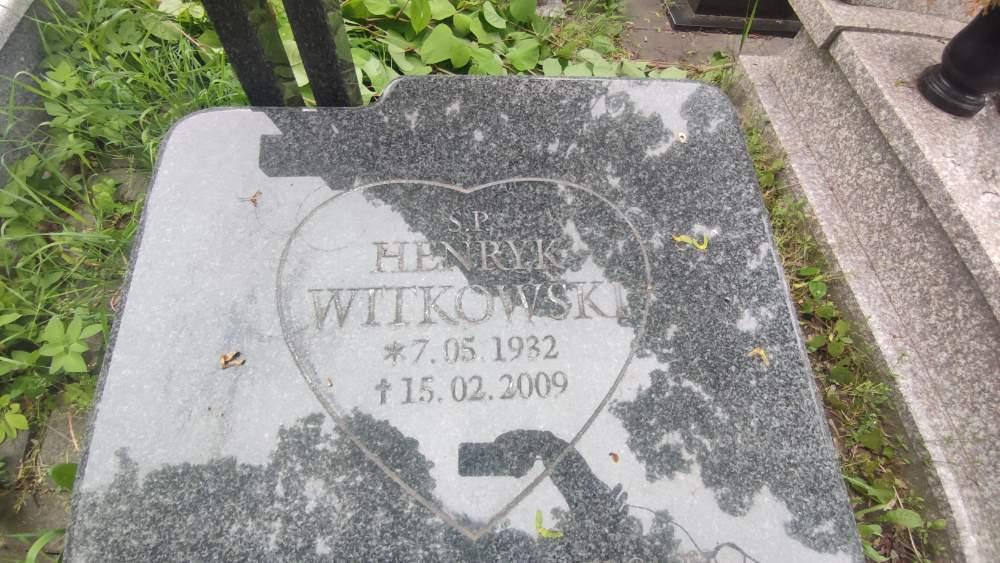 Ś.P.
HENRYK
WITKOWSKI
* 7. 05. 1932
† 15. 02. 2009